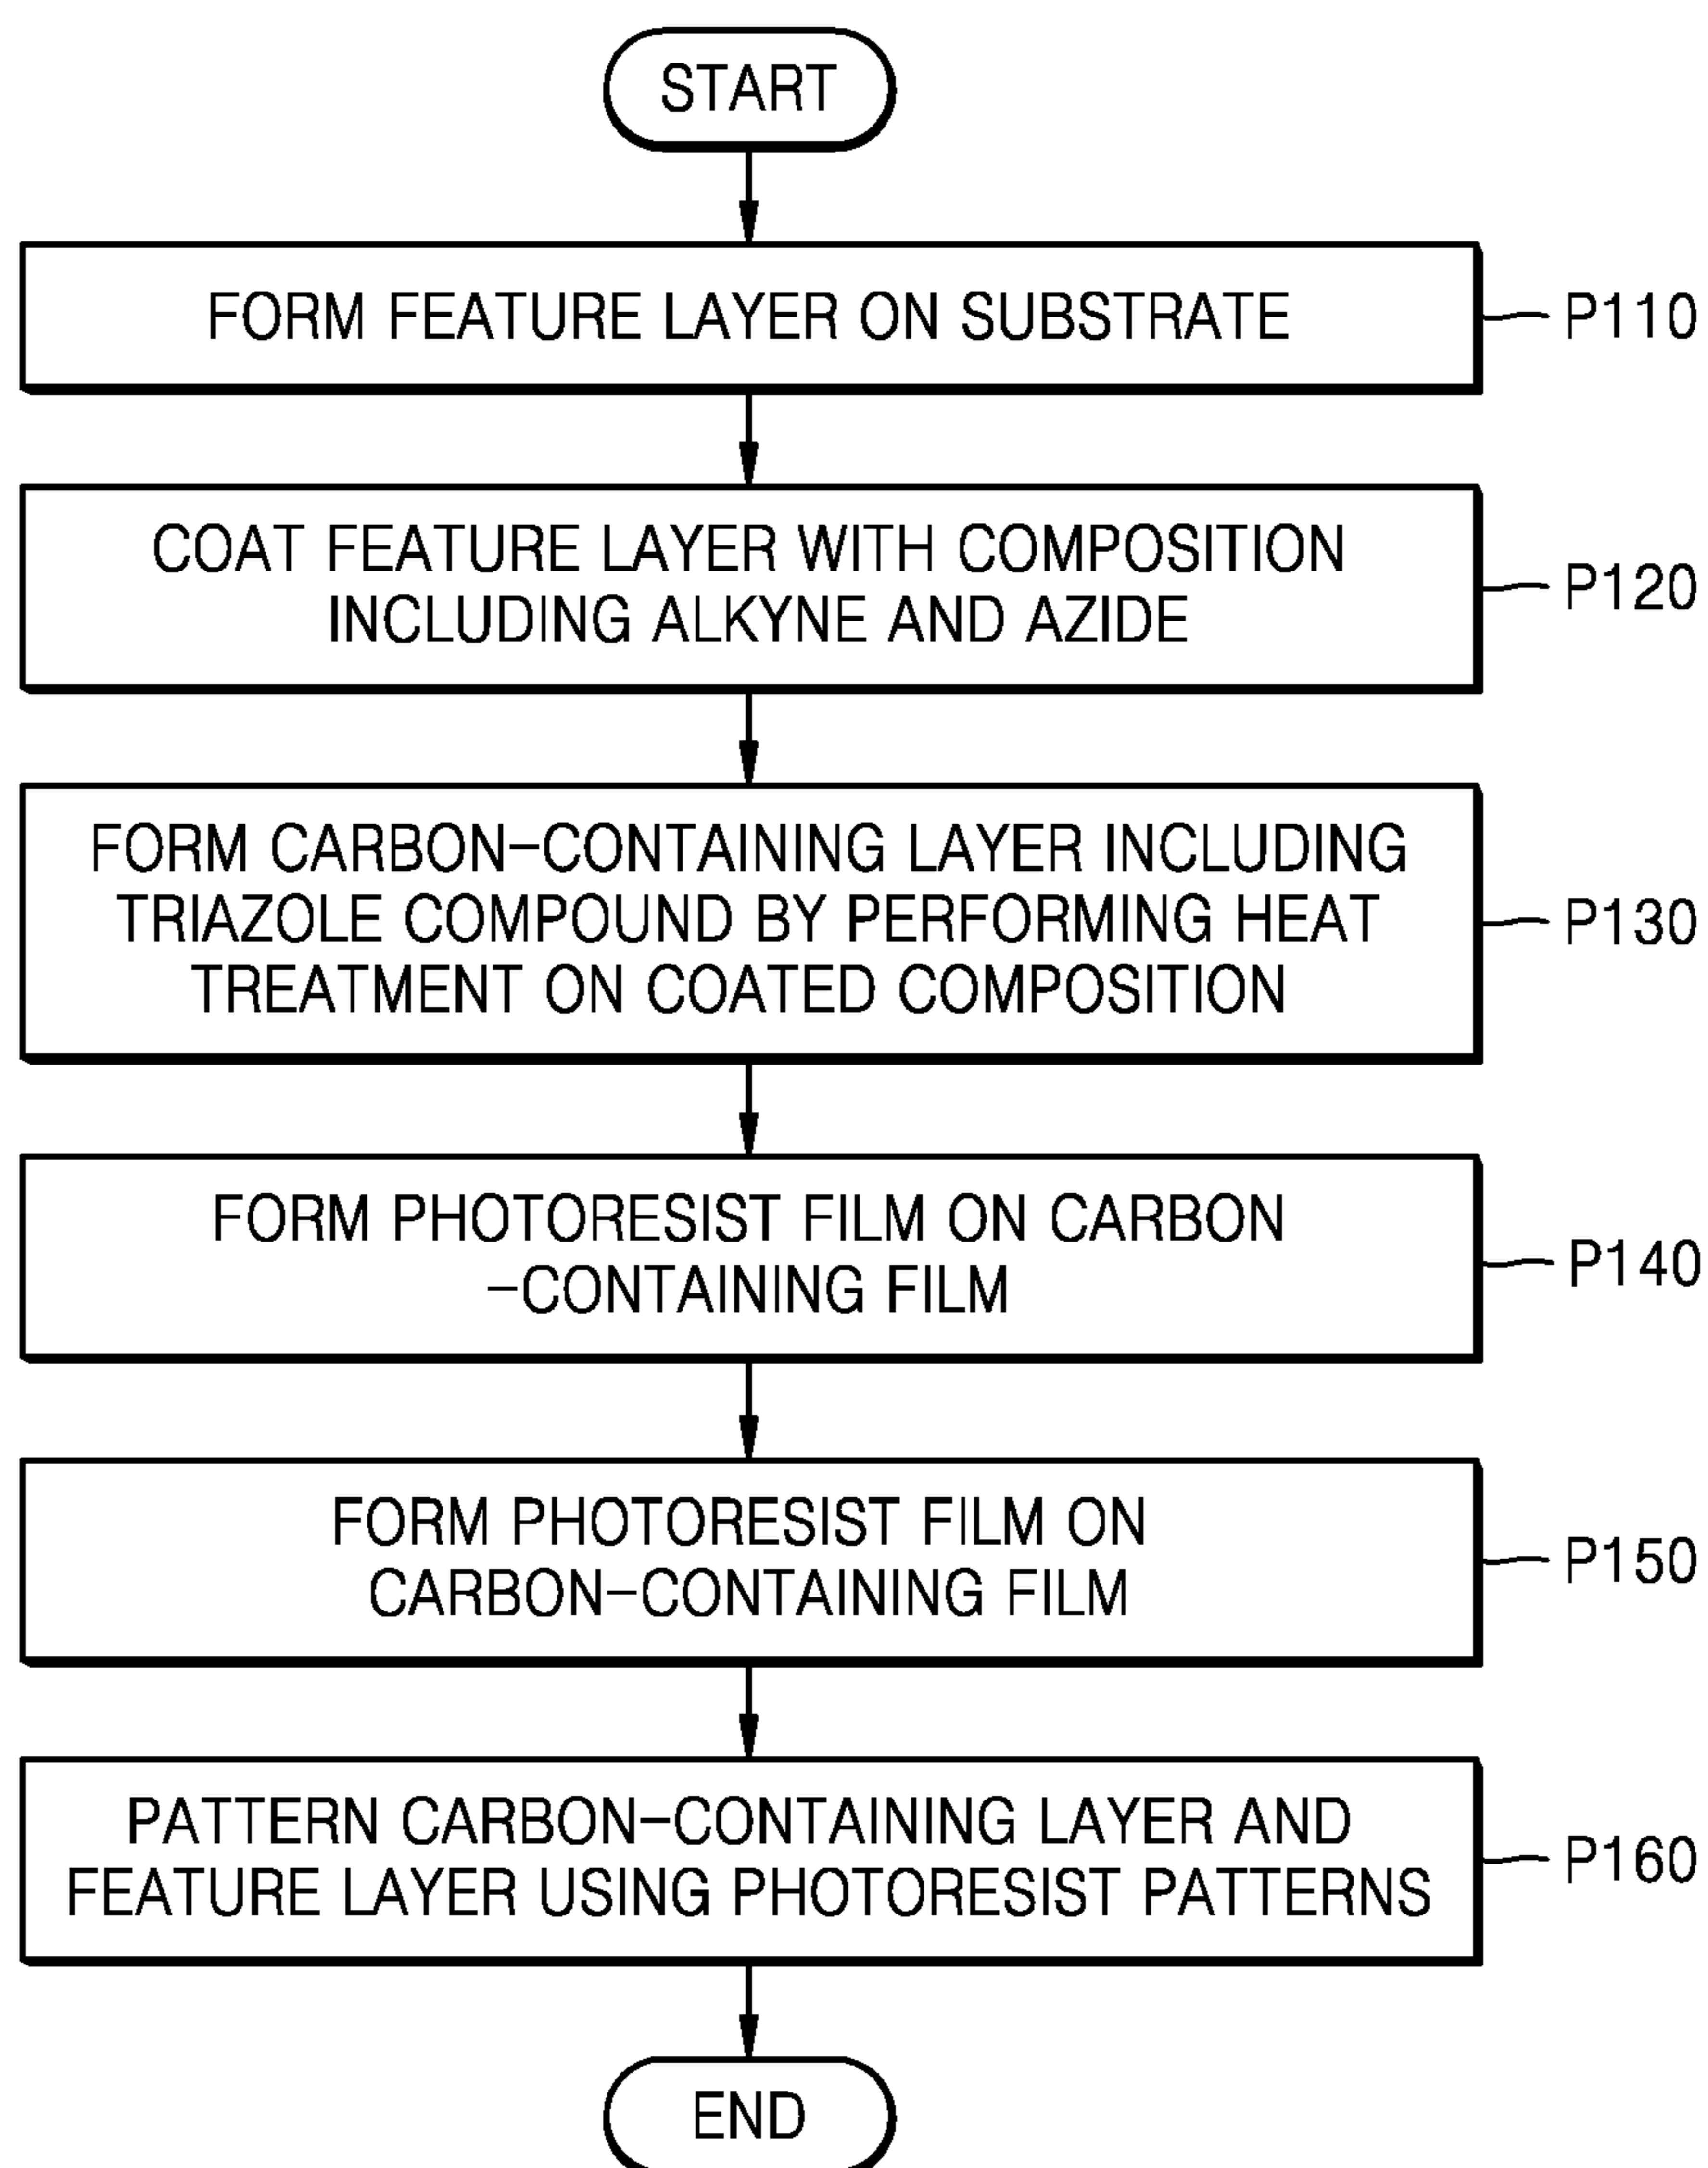 START
FORM FEATURE LAYER ON SUBSTRATE
P110
COAT FEATURE LAYER WITH COMPOSITION
INCLUDING ALKYNE AND AZIDE
P120
FORM CARBON-CONTAINING LAYER INCLUDING
TRIAZOLE COMPOUND BY PERFORMING HEAT
TREATMENT ON COATED COMPOSITION
P130
FORM PHOTORESIST FILM ON CARBON
-CONTAINING FILM
P140
FORM PHOTORESIST FILM ON
CARBON-CONTAINING FILM
P150
PATTERN CARBON-CONTAINING LAYER AND
FEATURE LAYER USING PHOTORESIST PATTERNS
P160
END